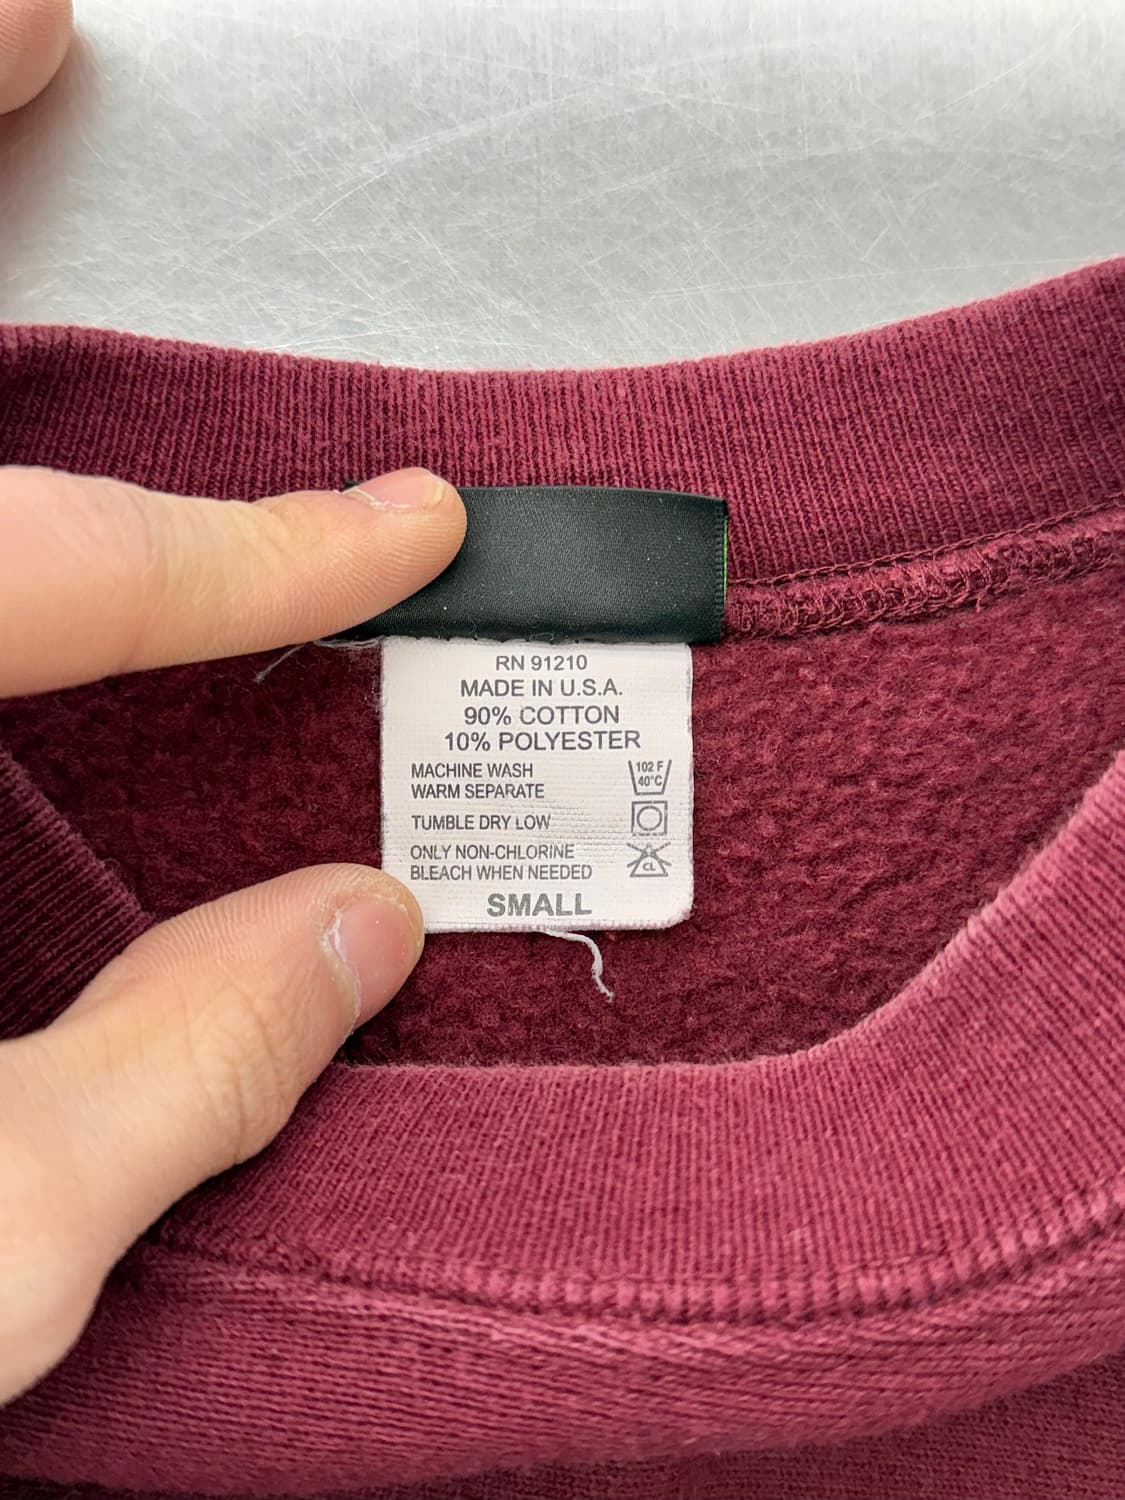 RN 91210
MADE IN U.S.A.
90% COTTON
10% POLYESTER
MACHINE WASH
WARM SEPARATE
102 F
40°C
TUMBLE DRY LOW
ONLY NON-CHLORINE
BLEACH WHEN NEEDED
CL
SMALL